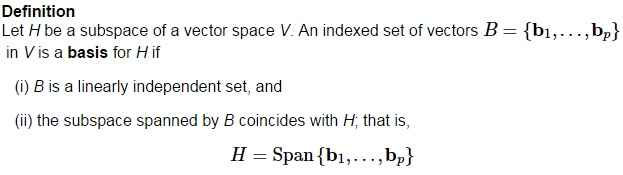 Definition
Let H be a subspace of a vector space V. An indexed set of vectors B = {b₁,...,bₚ}
in V is a basis for H if
(i) B is a linearly independent set, and
(ii) the subspace spanned by B coincides with H; that is,
H = Span {b₁,...,bₚ}